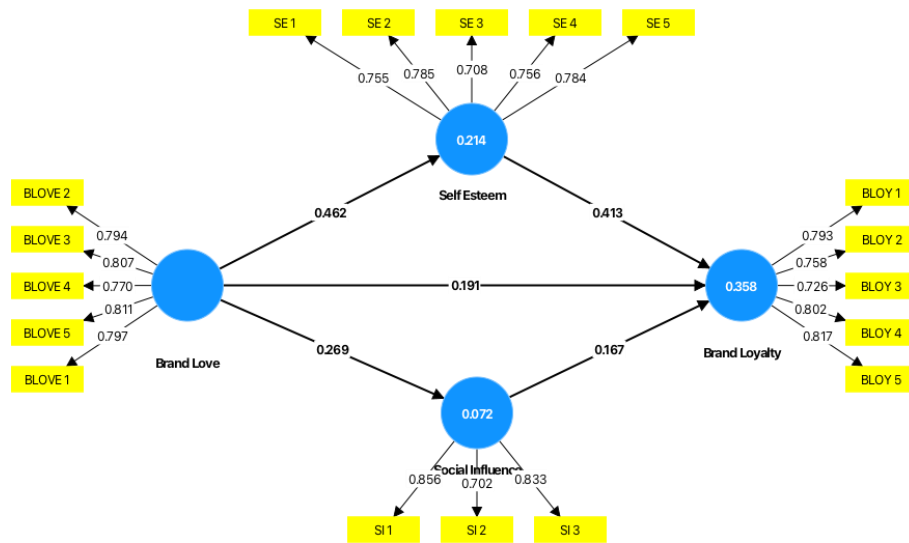 SE 1 SE 2 SE 3 SE 4 SE 5
0.755 0.785 0.708 0.756 0.784
0.214
Self Esteem
BLOVE 2
BLOVE 3
BLOVE 4
BLOVE 5
BLOVE 1
0.794
0.807
0.770
0.811
0.797
Brand Love
0.462
0.413
0.191
0.269
0.167
0.358
Brand Loyalty
0.793
0.758
0.726
0.802
0.817
BLOY 1
BLOY 2
BLOY 3
BLOY 4
BLOY 5
0.072
Social Influence
0.856 0.702 0.833
SI 1 SI 2 SI 3